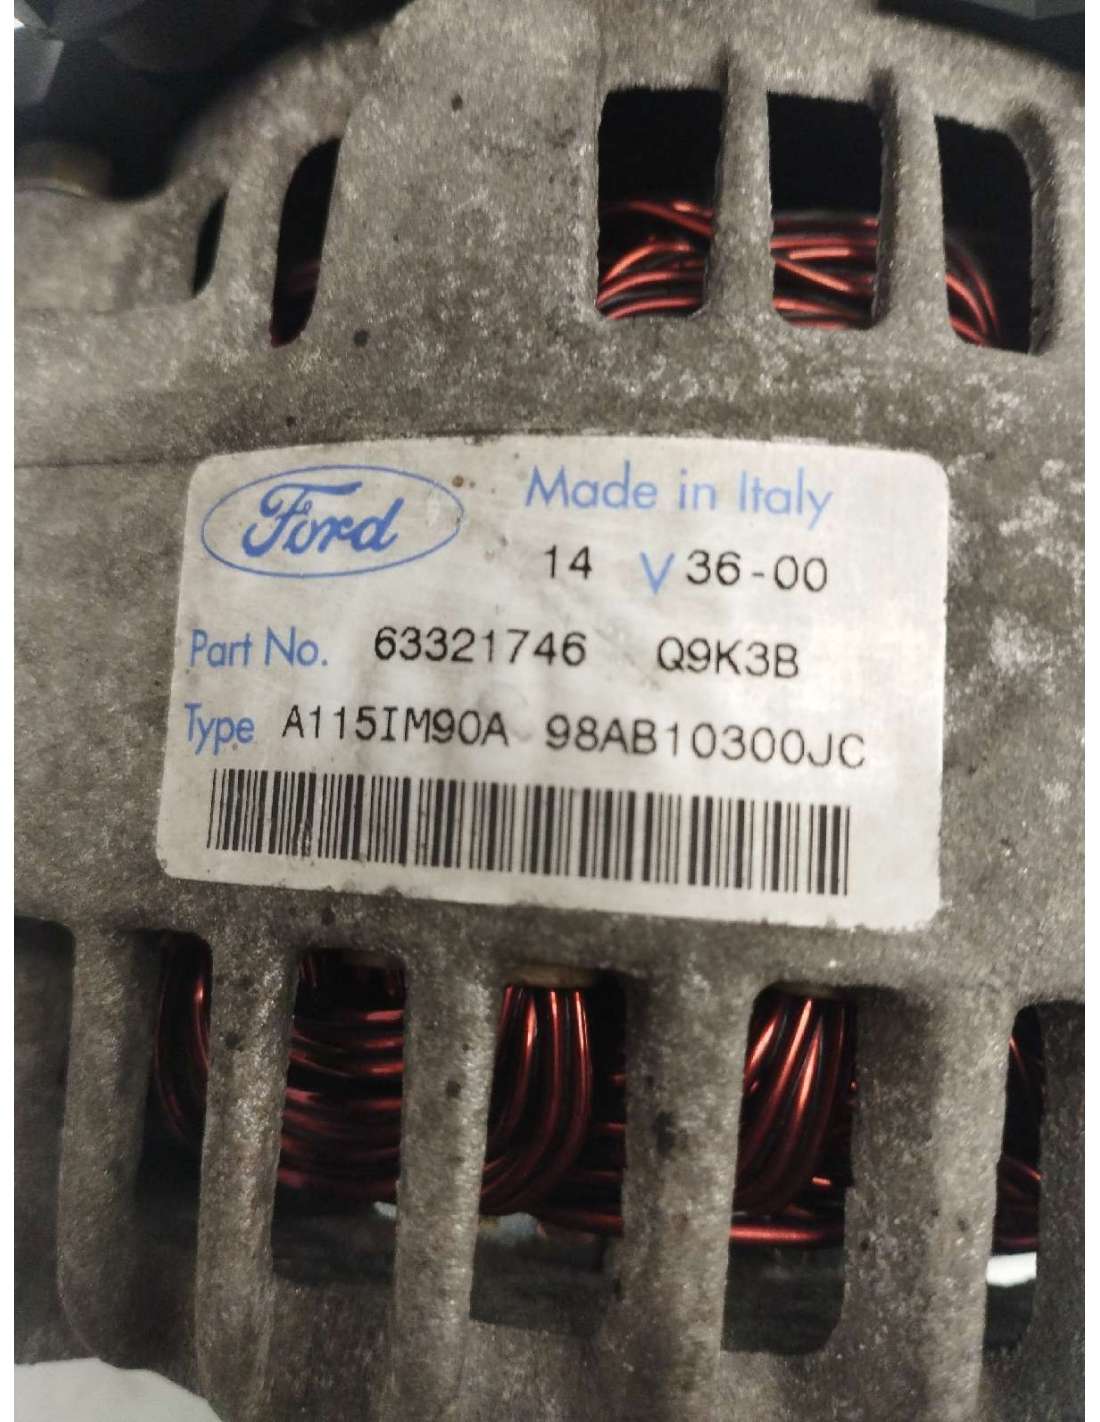 Ford Made in Italy
14 V 36-00
Part No. 63321746 Q9K3B
Type A115IM90A 98AB10300JC